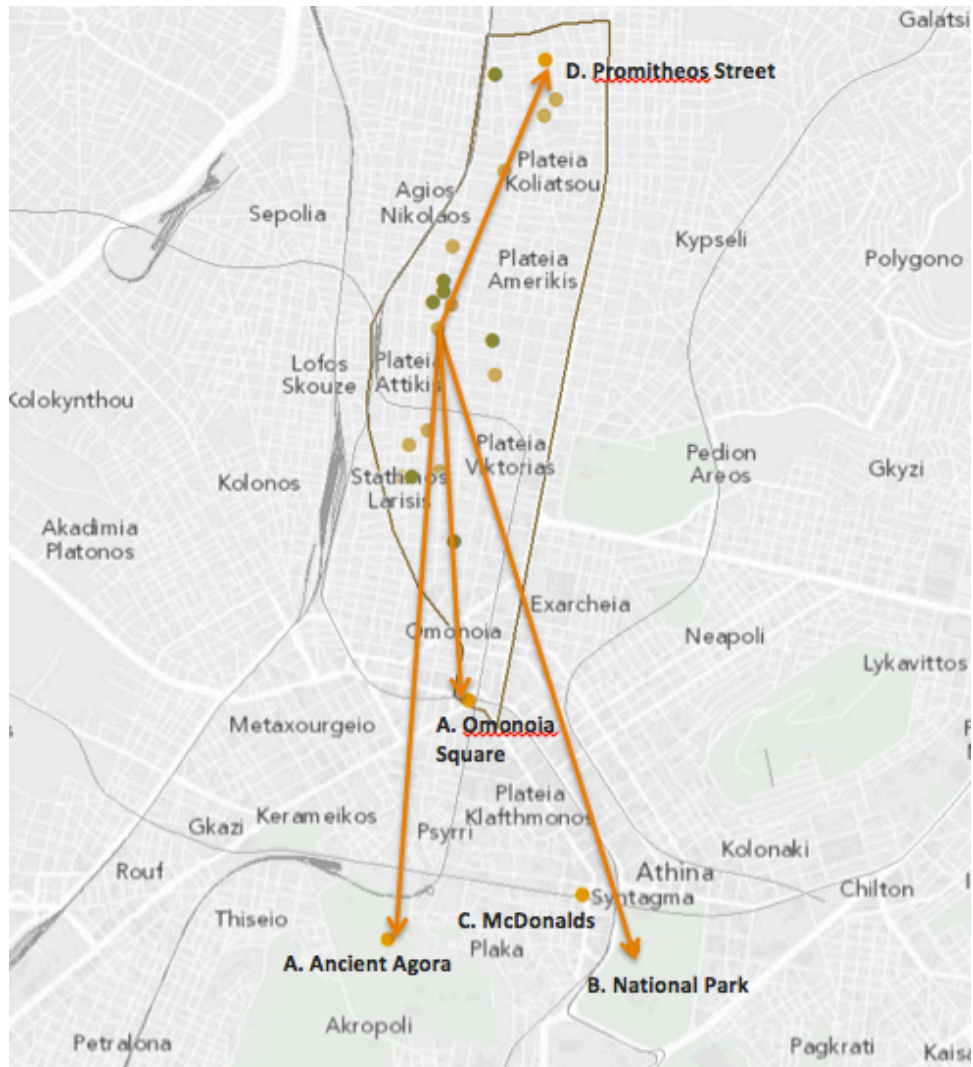 Galatsi
D. Promitheos Street
Plateia
Koliatsou
Agios
Nikolaos
Sepolia
Kypseli
Plateia
Amerikis
Polygono
Lofos
Skouze
Plateia
Attikis
Kolokynthou
Plateia
Viktorias
Pedion
Areos
Gkyzi
Kolonos
Stathmos
Larisis
Akadimia
Platonos
Exarcheia
Omonoia
Neapoli
Lykavittos
Metaxourgeio
A. Omonoia
Square
Plateia
Klafthmonos
Kerameikos
Gkazi
Psyrri
Kolonaki
Rouf
Athina
Chilton
Syntagma
Thiseio
C. McDonalds
Plaka
A. Ancient Agora
B. National Park
Akropoli
Petralona
Pagkrati
Kaisa